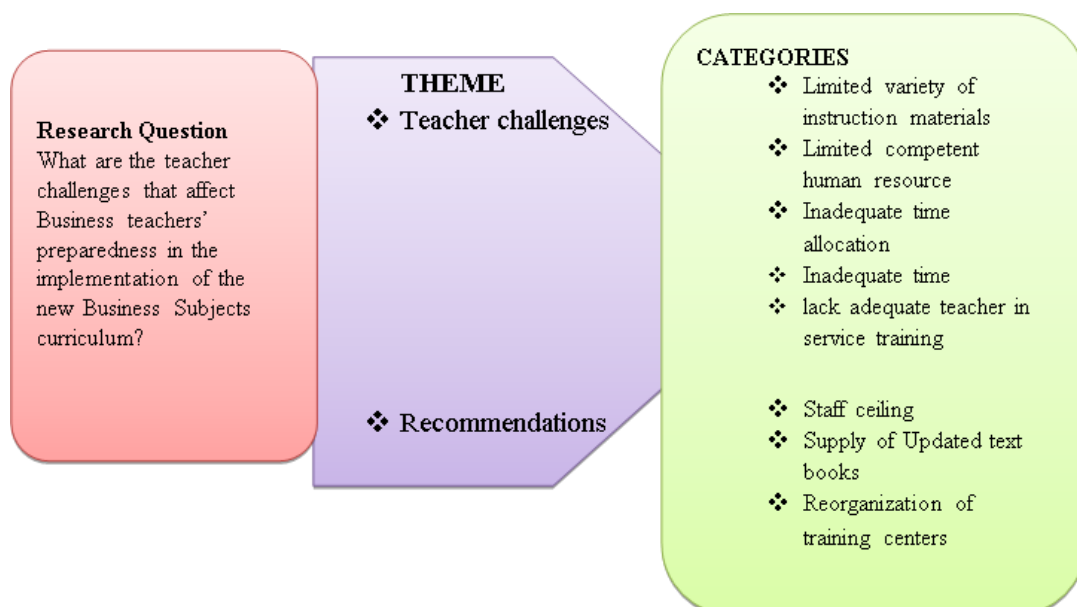 Research Question
What are the teacher
challenges that affect
Business teachers'
preparedness in the
implementation of the
new Business Subjects
curriculum?
THEME
❖ Teacher challenges
❖ Recommendations
CATEGORIES
❖ Limited variety of
instruction materials
❖ Limited competent
human resource
❖ Inadequate time
allocation
❖ Inadequate time
❖ lack adequate teacher in
service training
❖ Staff ceiling
❖ Supply of Updated text
books
❖ Reorganization of
training centers